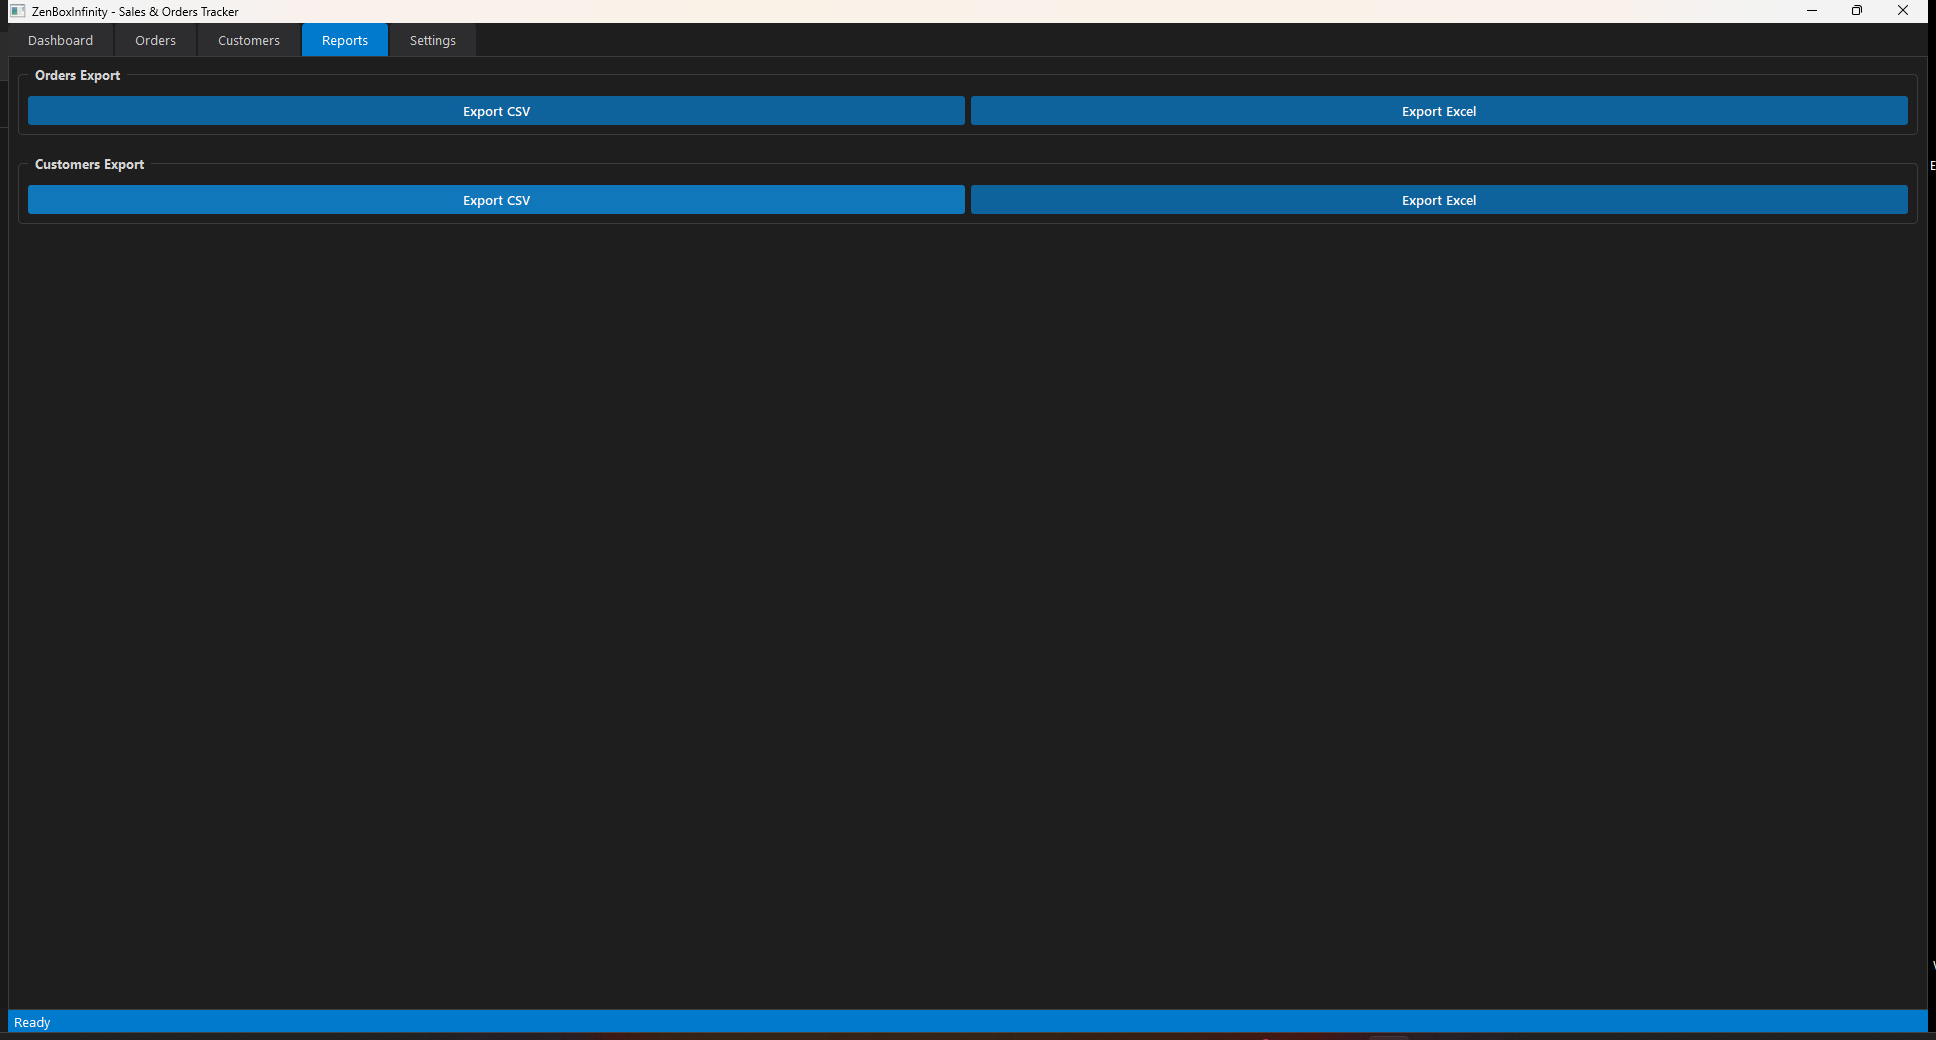 ZenBoxInfinity - Sales & Orders Tracker
Dashboard Orders Customers Reports Settings
Orders Export
Export CSV Export Excel
Customers Export
Export CSV Export Excel
Ready